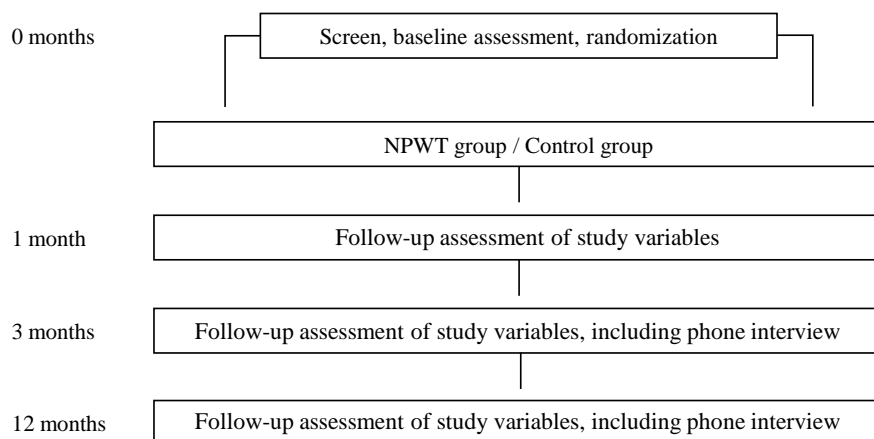 0 months
Screen, baseline assessment, randomization
NPWT group / Control group
1 month
Follow-up assessment of study variables
3 months
Follow-up assessment of study variables, including phone interview
12 months
Follow-up assessment of study variables, including phone interview